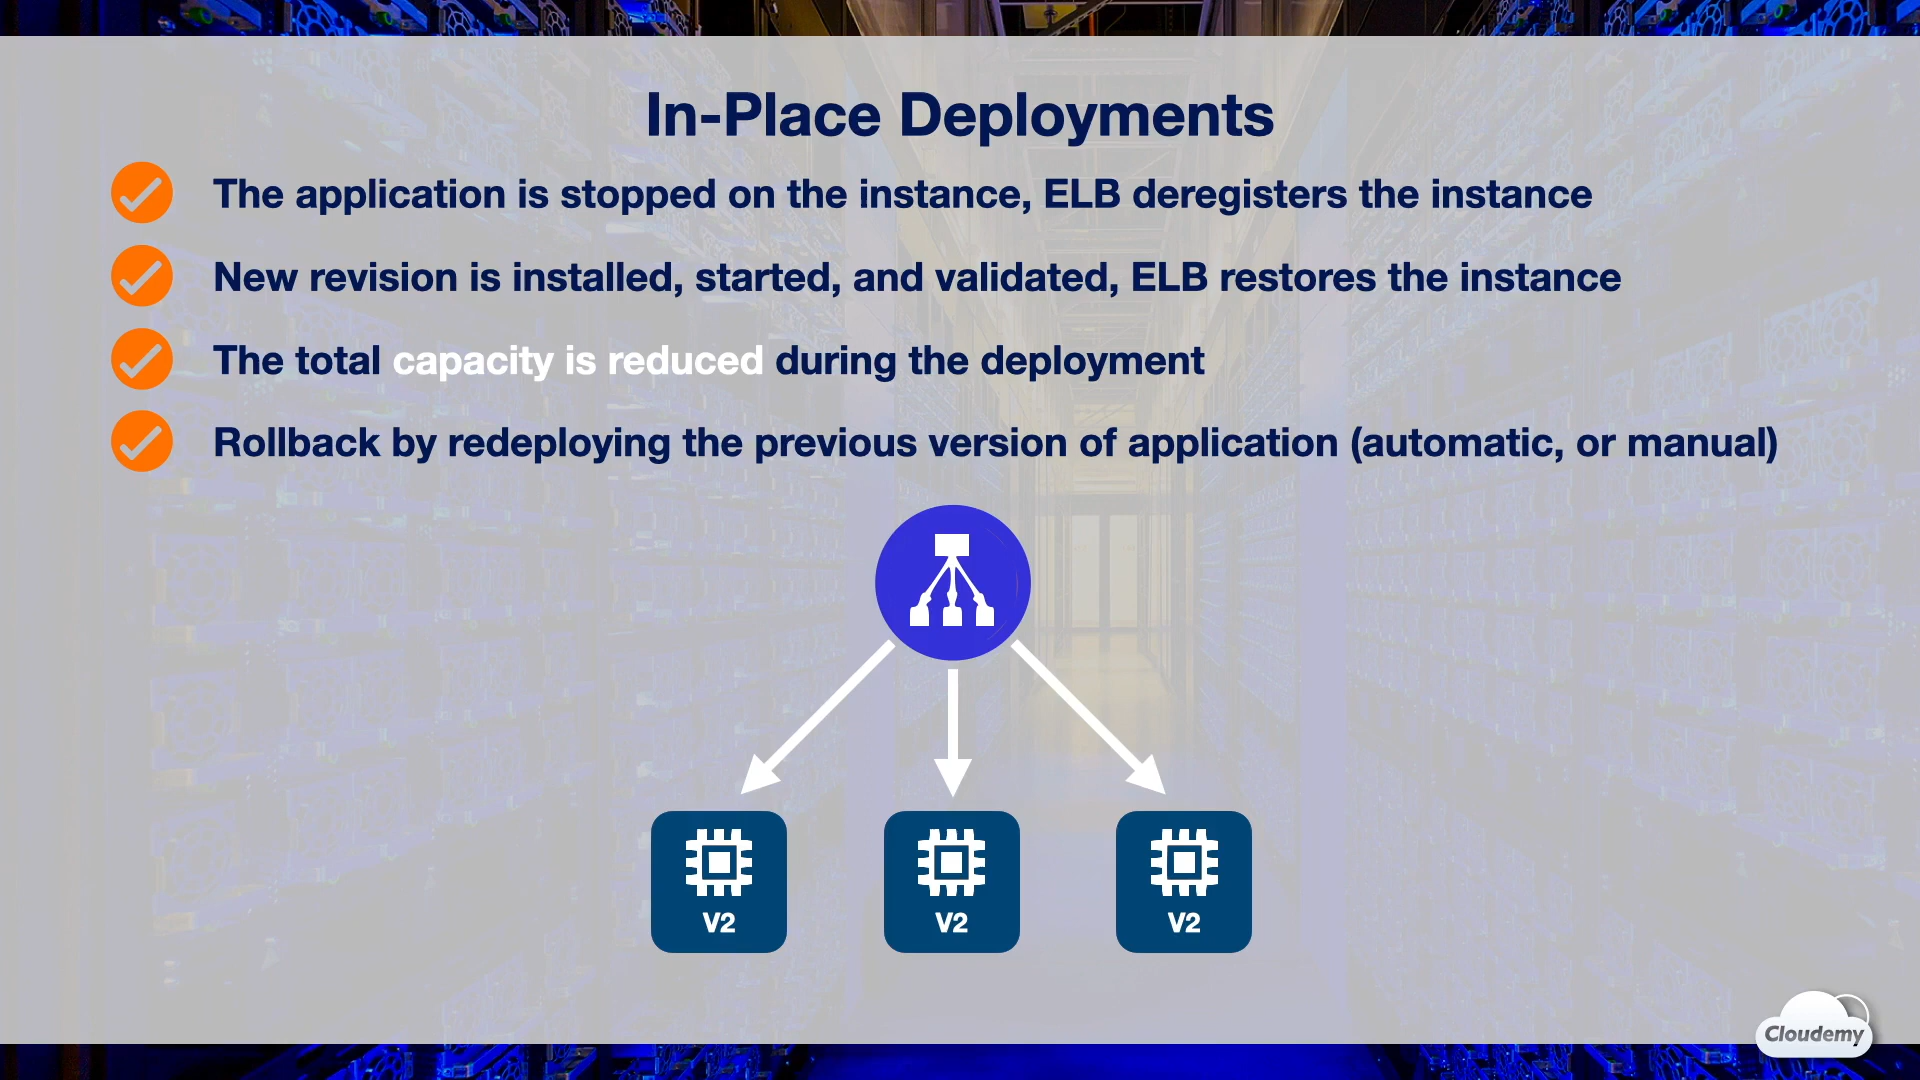 In-Place Deployments
The application is stopped on the instance, ELB deregisters the instance
New revision is installed, started, and validated, ELB restores the instance
The total capacity is reduced during the deployment
Rollback by redeploying the previous version of application (automatic, or manual)
V2
V2
V2
Cloudemy